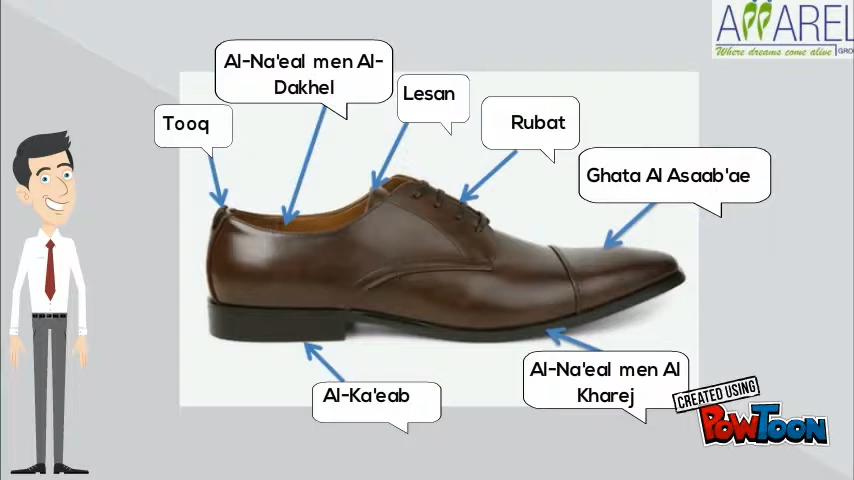 APPAREL
Where dreams come alive GRO
Al-Na'eal men Al-
Dakhel
Lesan
Tooq
Rubat
Ghata Al Asaab'ae
Al-Na'eal men Al
Kharej
Al-Ka'eab
CREATED USING
POWTOON